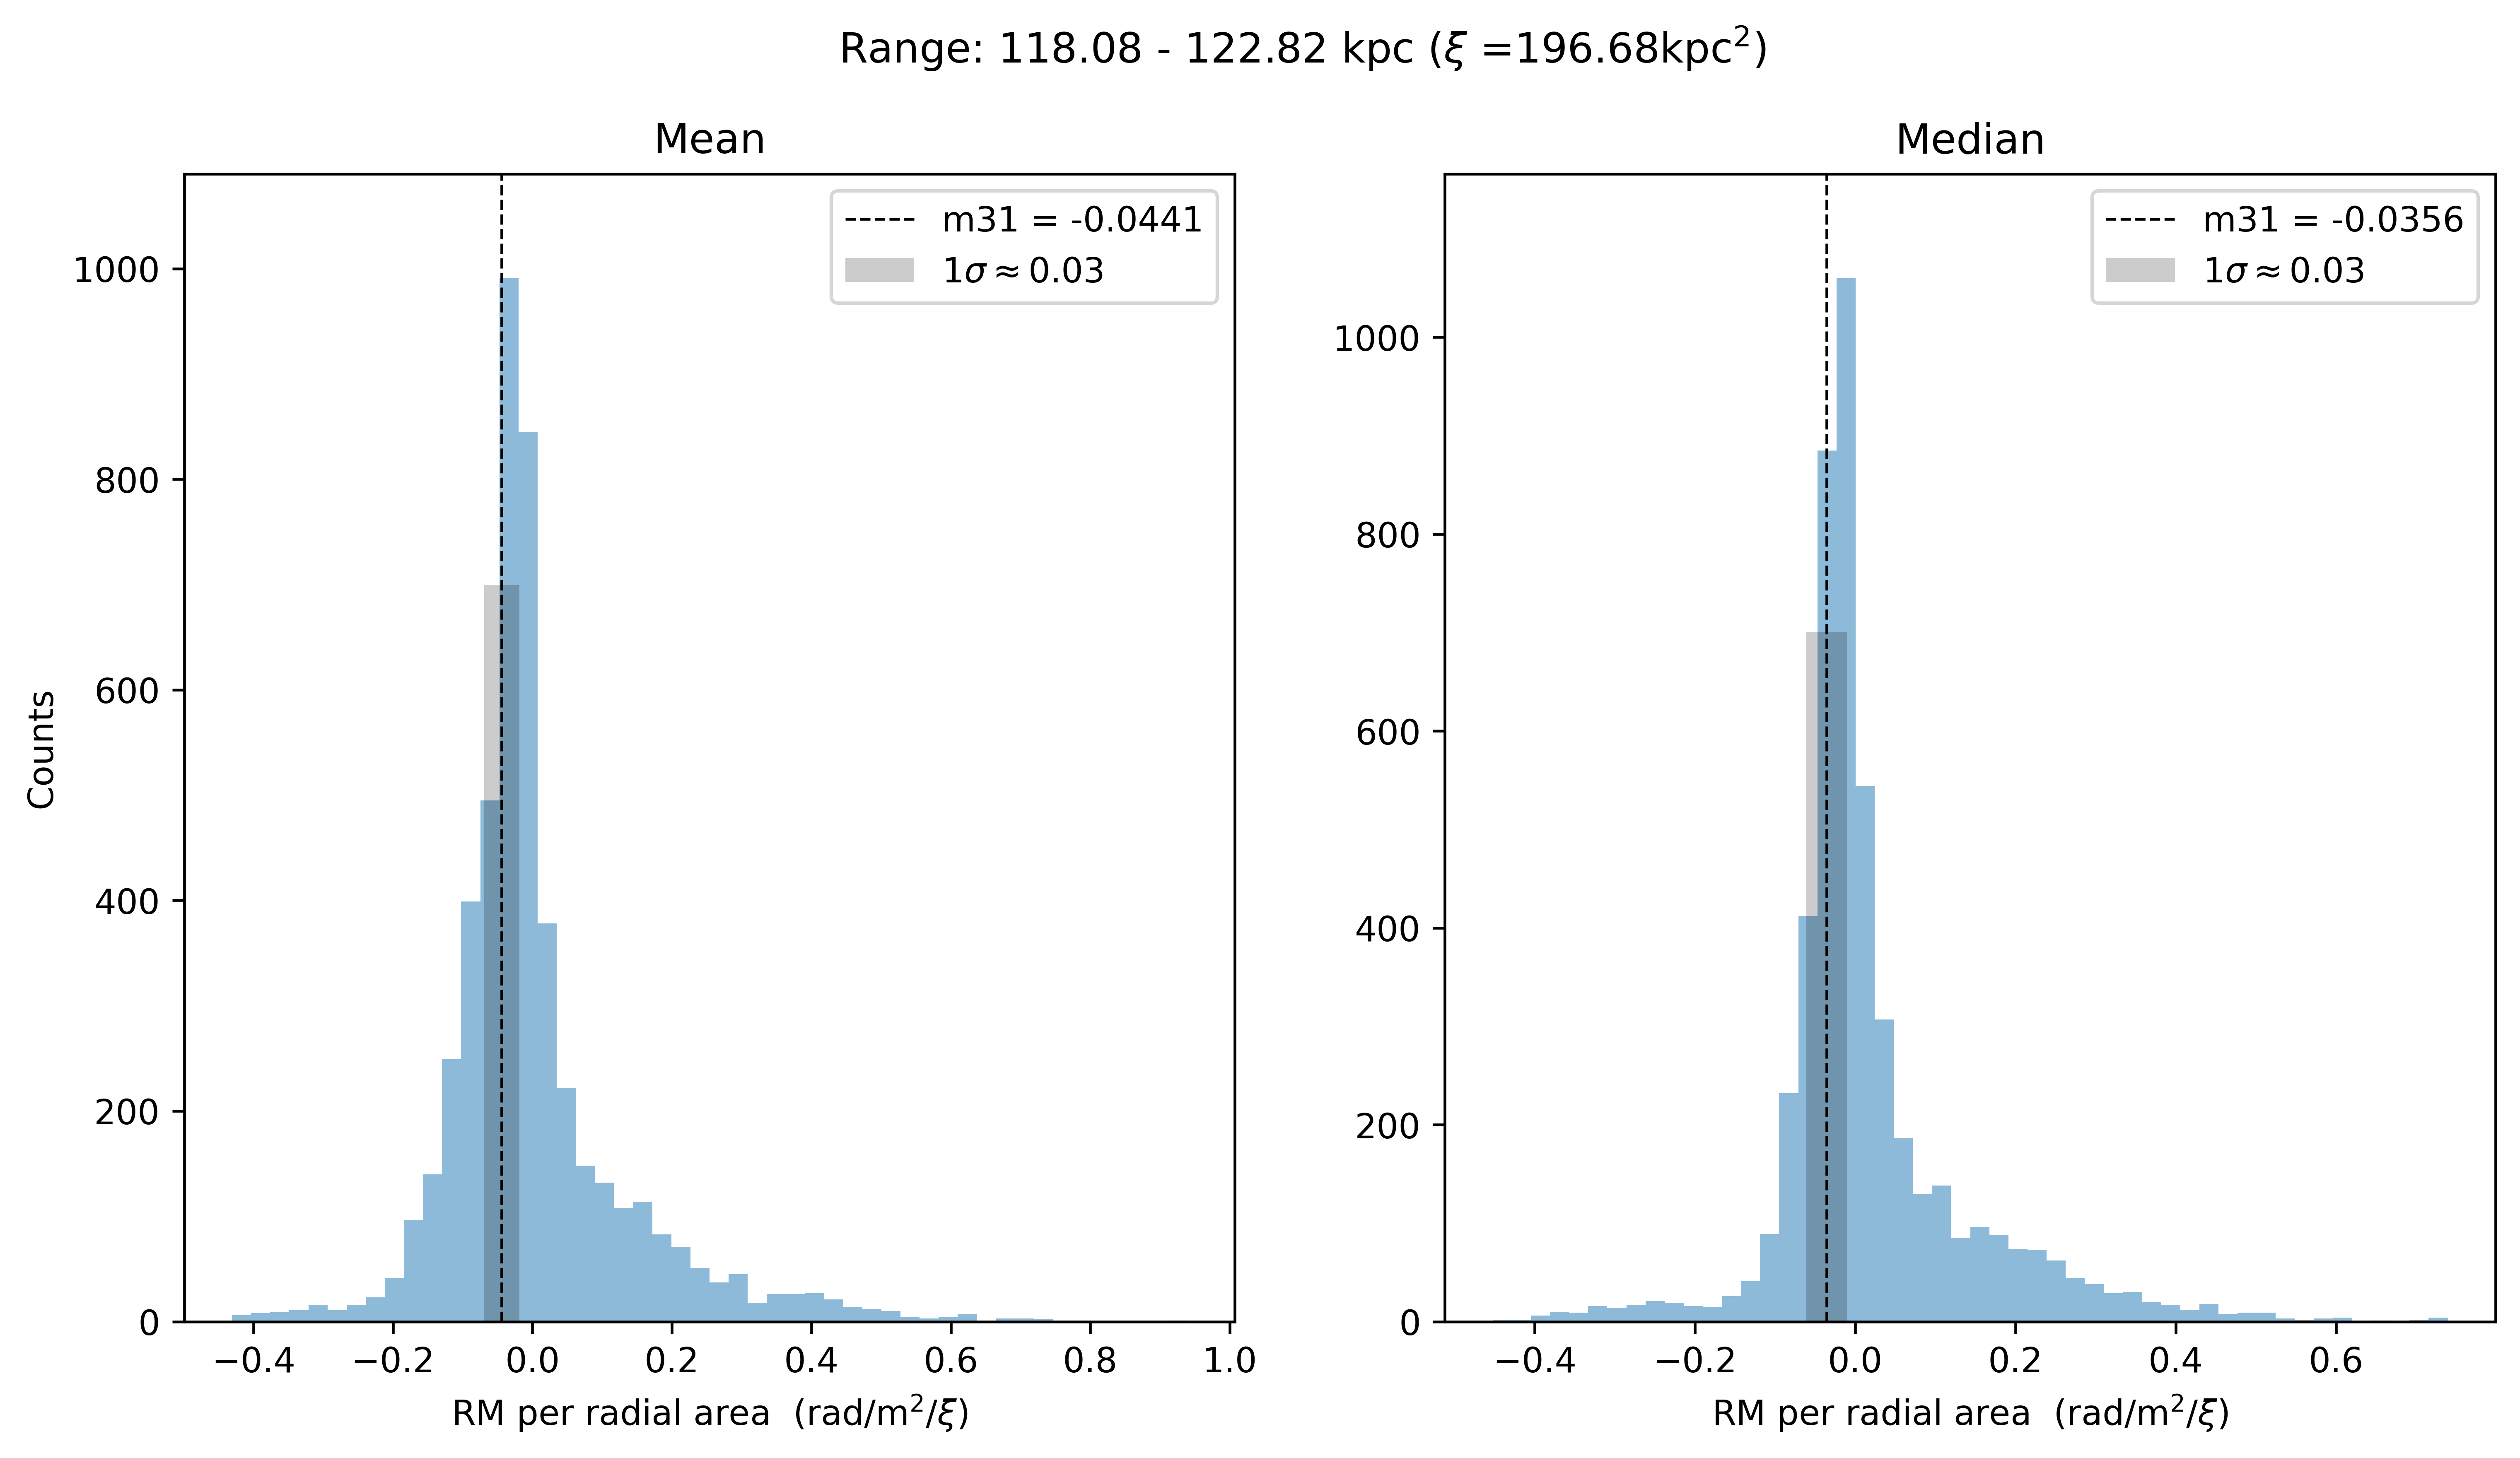 Range: 118.08 - 122.82 kpc (ξ =196.68kpc²)
Mean
m31 = -0.0441
1σ ≈ 0.03
Counts
1000
800
600
400
200
0
−0.4 −0.2 0.0 0.2 0.4 0.6 0.8 1.0
RM per radial area (rad/m²/ξ)
Median
m31 = -0.0356
1σ ≈ 0.03
1000
800
600
400
200
0
−0.4 −0.2 0.0 0.2 0.4 0.6
RM per radial area (rad/m²/ξ)